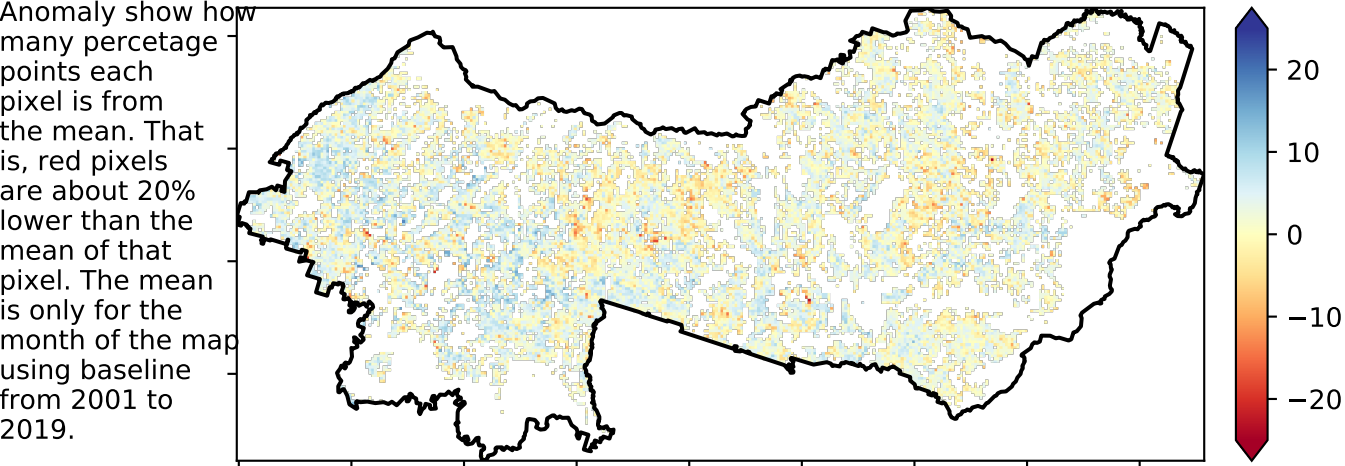 Anomaly show how
many percetage
points each
pixel is from
the mean. That
is, red pixels
are about 20%
lower than the
mean of that
pixel. The mean
is only for the
month of the map
using baseline
from 2001 to
2019.
20
10
0
−10
−20